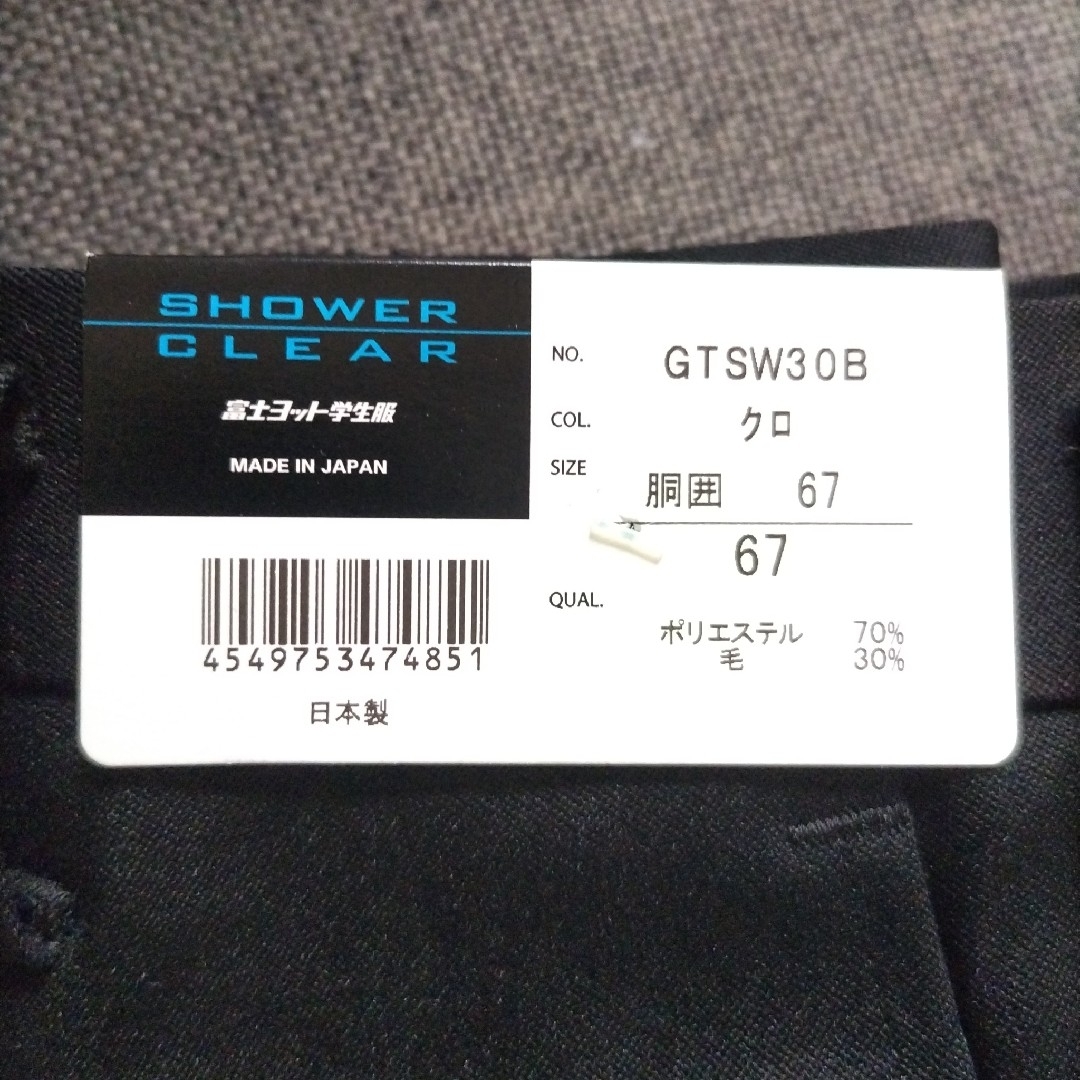 SHOWER
CLEAR
富士ヨット学生服
MADE IN JAPAN
4549753474851
日本製
NO. GTSW30B
COL. クロ
SIZE 胴囲 67
67
QUAL.
ポリエステル 70%
毛 30%